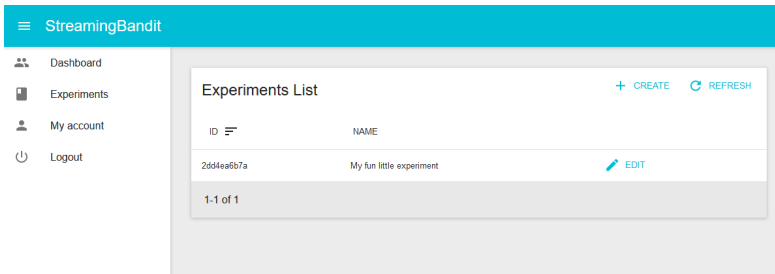 StreamingBandit
Dashboard
Experiments
My account
Logout
Experiments List
CREATE REFRESH
ID NAME
2dd4ea6b7a My fun little experiment EDIT
1-1 of 1